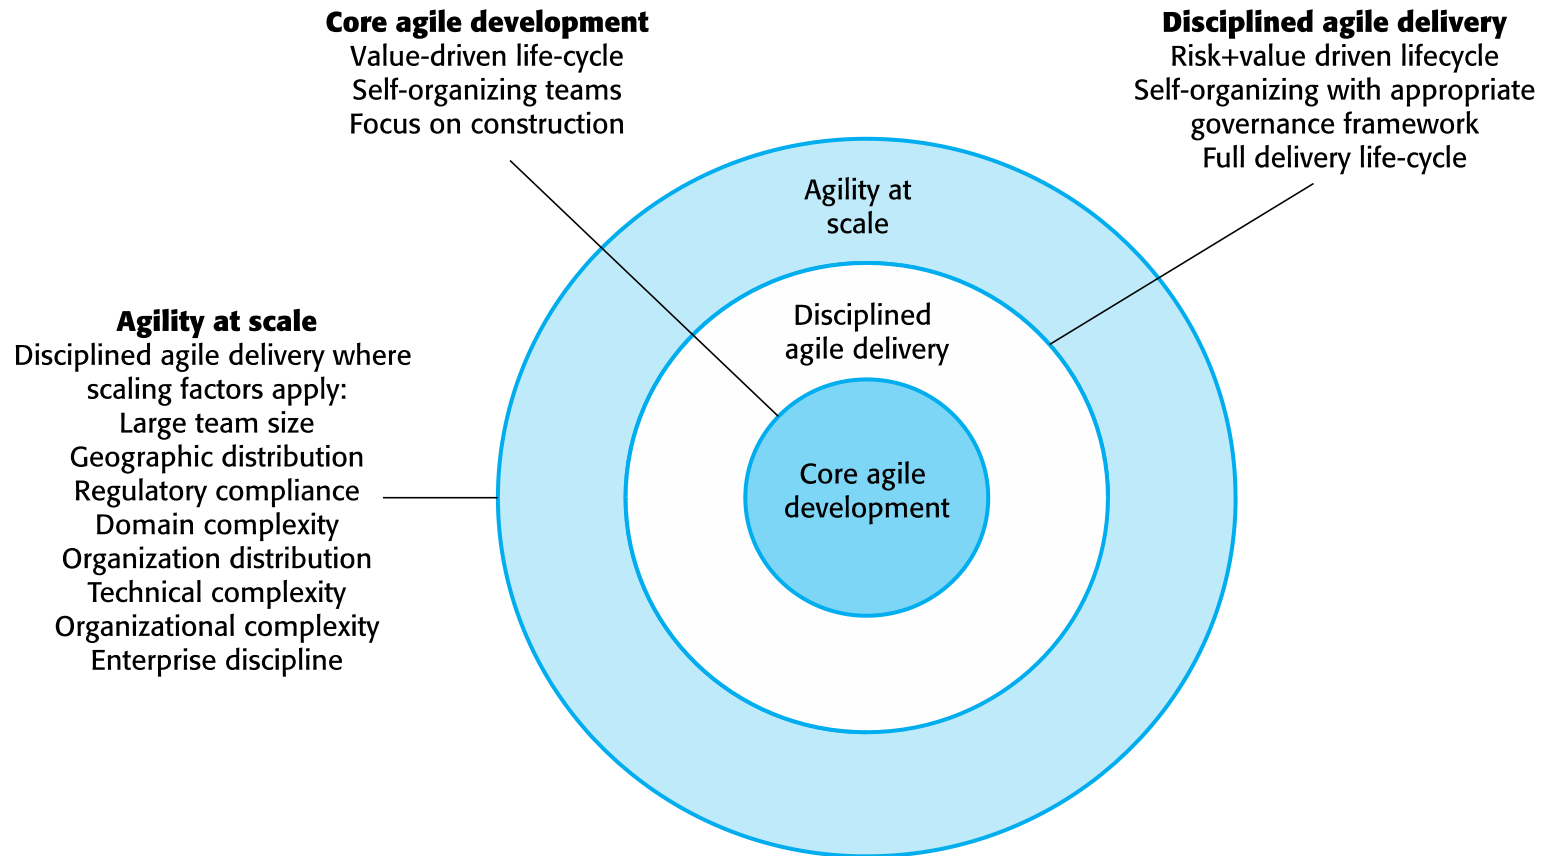 Core agile development
Value-driven life-cycle
Self-organizing teams
Focus on construction
Disciplined agile delivery
Risk+value driven lifecycle
Self-organizing with appropriate
governance framework
Full delivery life-cycle
Agility at scale
Disciplined agile delivery where
scaling factors apply:
Large team size
Geographic distribution
Regulatory compliance
Domain complexity
Organization distribution
Technical complexity
Organizational complexity
Enterprise discipline
Agility at
scale
Disciplined
agile delivery
Core agile
development